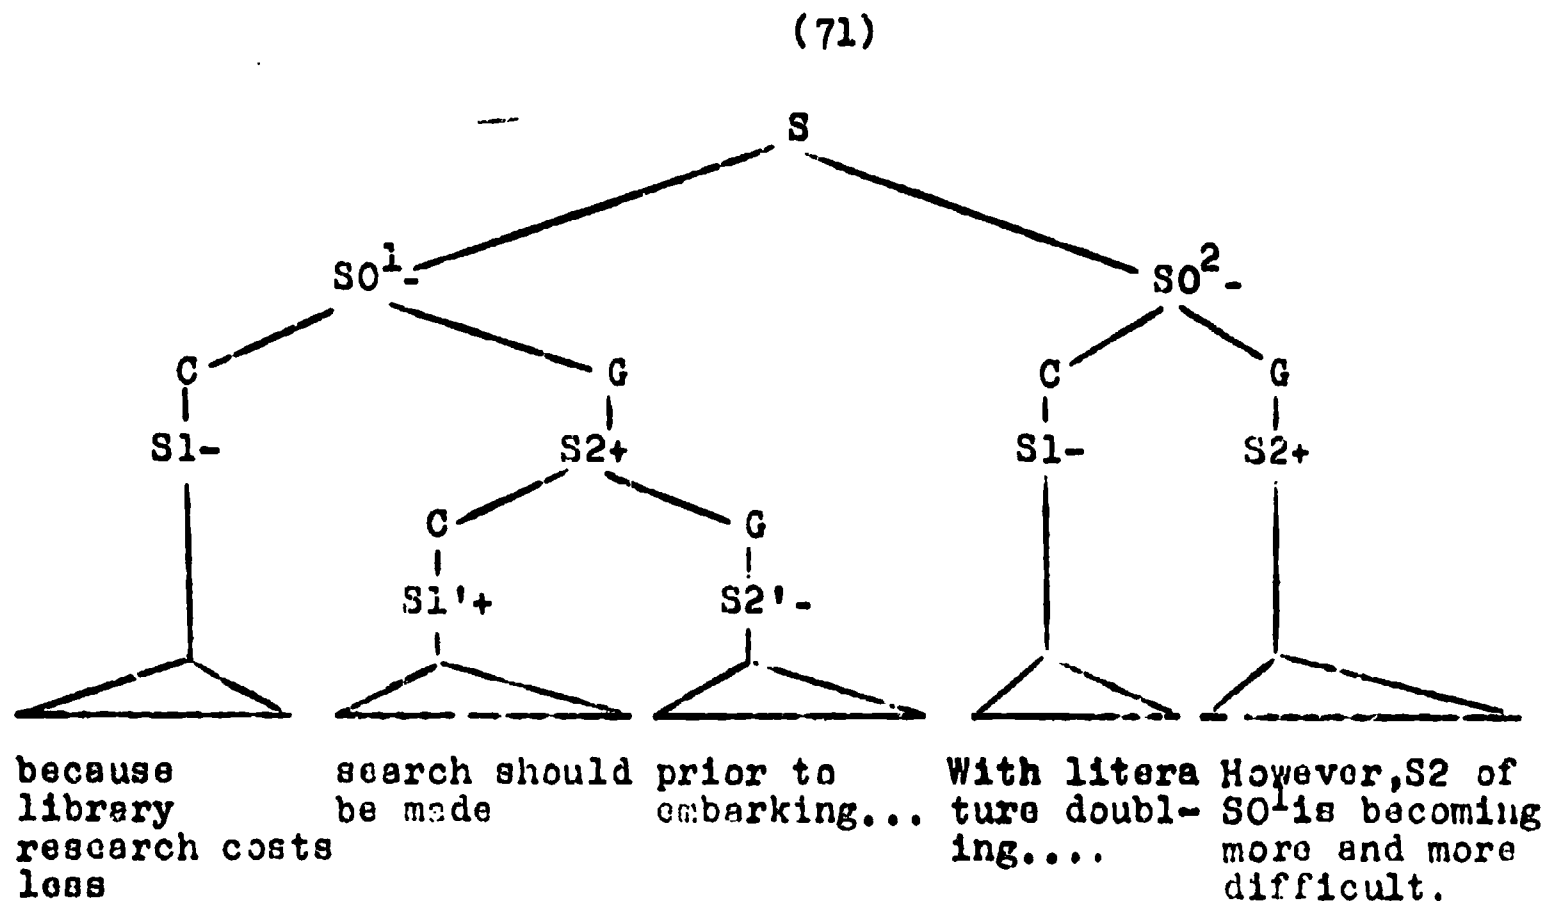 (71)
S
SO¹- SO²-
C G C G
S1- S2+ S1- S2+
C G
S1'+ S2'-
because search should prior to With litera However,S2 of
library be made embarking... ture doubl- SO¹is becoming
research costs ing.... more and more
less difficult.